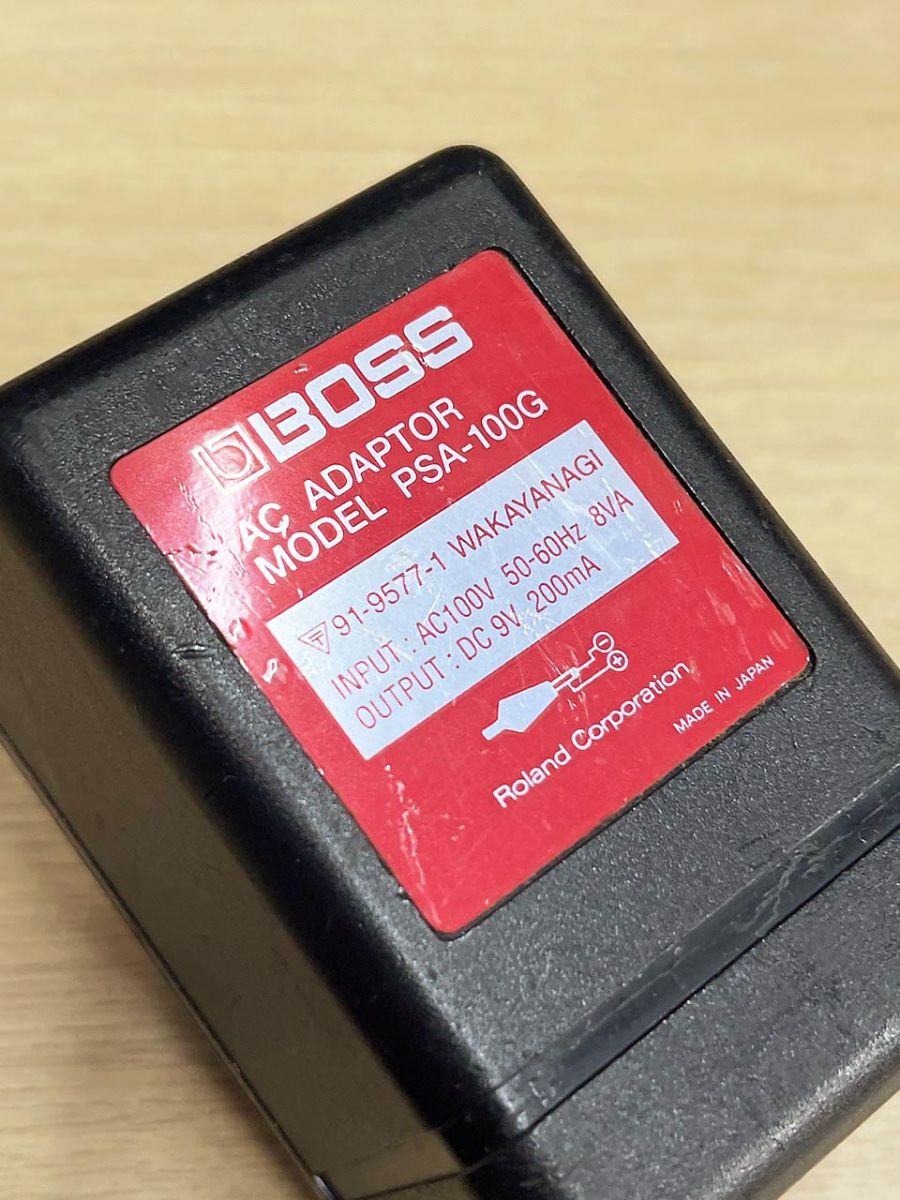 BOSS
AC ADAPTOR
MODEL PSA-100G
91-9577-1 WAKAYANAGI
INPUT : AC100V 50-60Hz 8VA
OUTPUT : DC 9V 200mA
Roland Corporation
MADE IN JAPAN